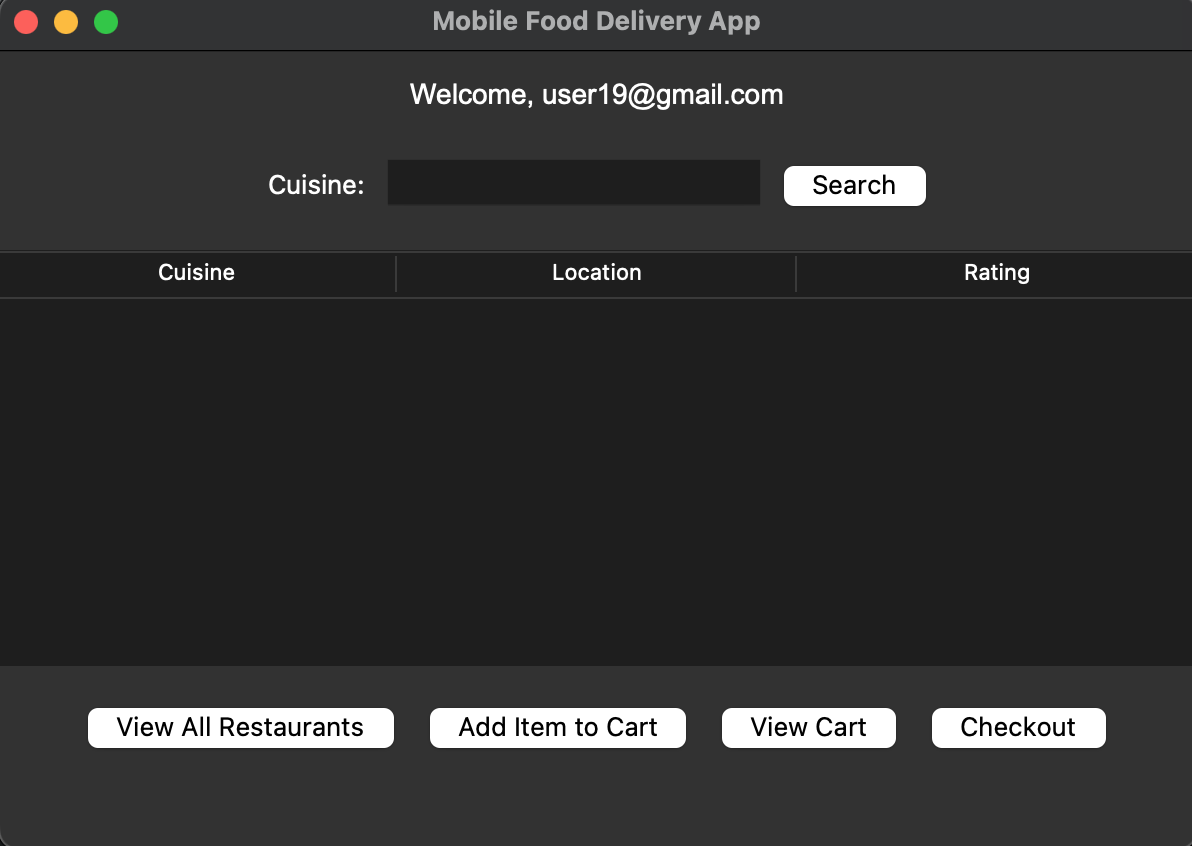 Mobile Food Delivery App
Welcome, user19@gmail.com
Cuisine: Search
Cuisine Location Rating
View All Restaurants Add Item to Cart View Cart Checkout